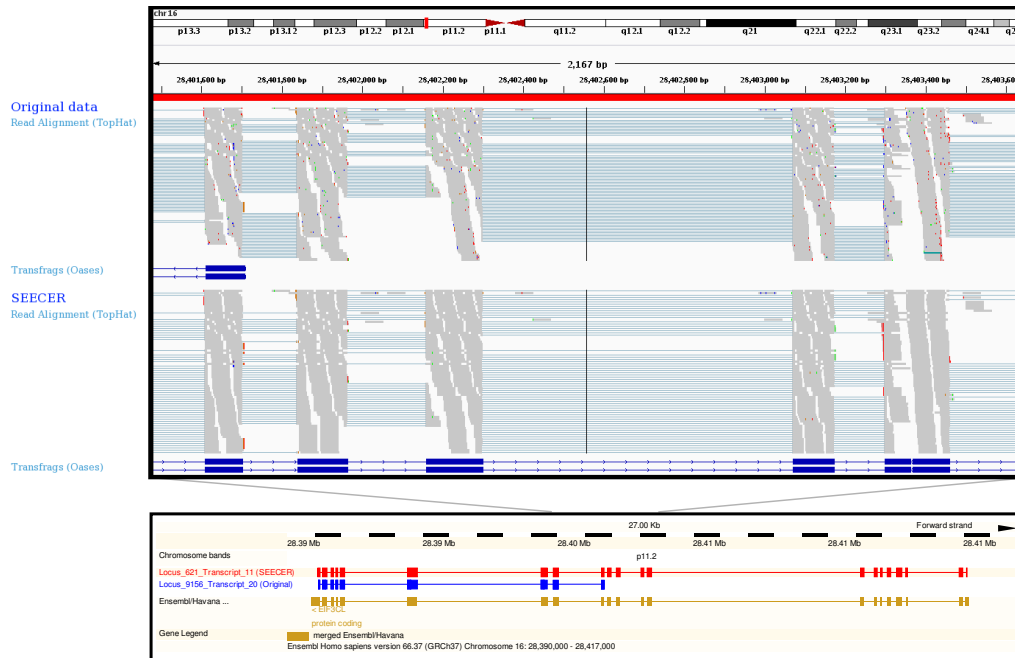 chr16
p13.3 p13.2 p13.12 p12.3 p12.2 p12.1 p11.2 p11.1 q11.2 q12.1 q12.2 q21 q22.1 q22.2 q23.1 q23.2 q24.1
2,167 bp
28,401,600 bp 28,401,800 bp 28,402,000 bp 28,402,200 bp 28,402,400 bp 28,402,600 bp 28,402,800 bp 28,403,000 bp 28,403,200 bp 28,403,400 bp 28,403,60
Original data
Read Alignment (TopHat)
Transfrags (Oases)
SEECER
Read Alignment (TopHat)
Transfrags (Oases)
27.00 Kb Forward strand
28.39 Mb 28.39 Mb 28.40 Mb 28.41 Mb 28.41 Mb 28.41 Mb
Chromosome bands p11.2
Locus_621_Transcript_11 (SEECER)
Locus_9156_Transcript_20 (Original)
Ensembl/Havana ...
< EIF3CL
protein coding
Gene Legend merged Ensembl/Havana
Ensembl Homo sapiens version 66.37 (GRCh37) Chromosome 16: 28,390,000 - 28,417,000